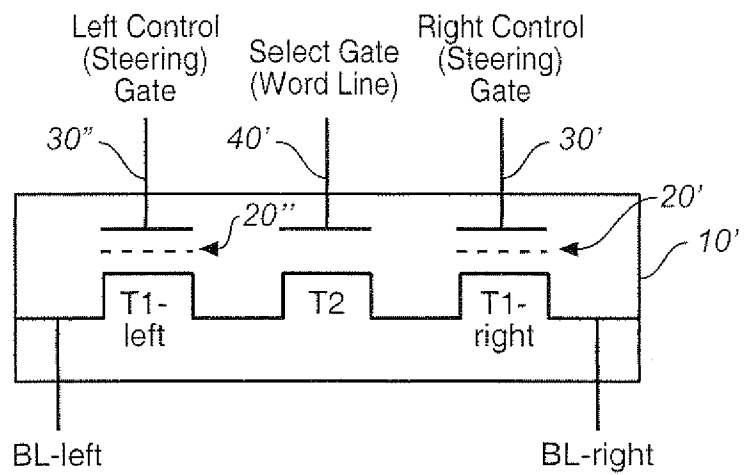 Left Control
(Steering)
Gate
Select Gate
(Word Line)
Right Control
(Steering)
Gate
30"
40'
30'
20"
20'
10'
T1-
left
T2
T1-
right
BL-left
BL-right